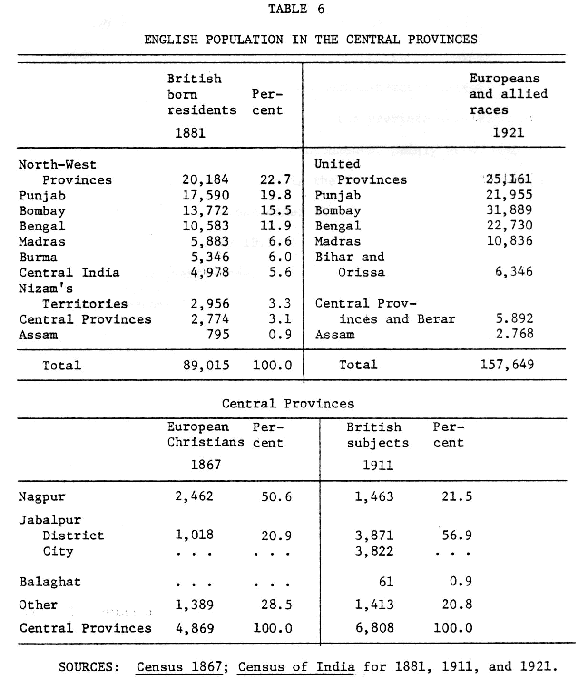 TABLE 6
ENGLISH POPULATION IN THE CENTRAL PROVINCES
British born residents 1881 Per-cent Europeans and allied races 1921
North-West United
Provinces 20,184 22.7 Provinces 25,161
Punjab 17,590 19.8 Punjab 21,955
Bombay 13,772 15.5 Bombay 31,889
Bengal 10,583 11.9 Bengal 22,730
Madras 5,883 6.6 Madras 10,836
Burma 5,346 6.0 Bihar and
Central India 4,978 5.6 Orissa 6,346
Nizam's
Territories 2,956 3.3 Central Prov-
Central Provinces 2,774 3.1 inces and Berar 5.892
Assam 795 0.9 Assam 2.768
Total 89,015 100.0 Total 157,649
Central Provinces
European Per- British Per-
Christians cent subjects cent
1867 1911
Nagpur 2,462 50.6 1,463 21.5
Jabalpur
District 1,018 20.9 3,871 56.9
City . . . . . . 3,822 . . .
Balaghat . . . . . . 61 0.9
Other 1,389 28.5 1,413 20.8
Central Provinces 4,869 100.0 6,808 100.0
SOURCES: Census 1867; Census of India for 1881, 1911, and 1921.